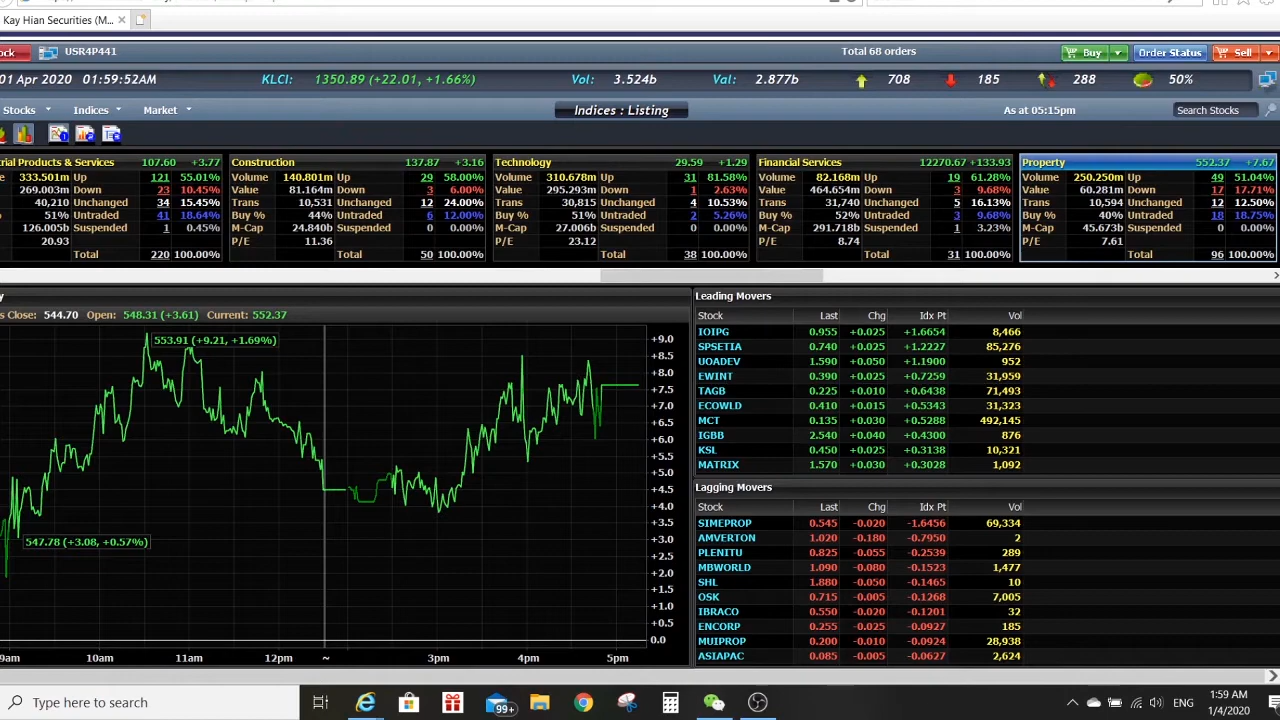 Kay Hian Securities (M...
ock USR4P441 Total 68 orders Buy Order Status Sell
01 Apr 2020 01:59:52AM KLCI: 1350.89 (+22.01, +1.66%) Vol: 3.524b Val: 2.877b 708 185 288 50%
Stocks Indices Market Indices : Listing As at 05:15pm Search Stocks
rial Products & Services 107.60 +3.77
333.501m Up 121 55.01%
269.003m Down 23 10.45%
40,210 Unchanged 34 15.45%
51% Untraded 41 18.64%
126.005b Suspended 1 0.45%
20.93
Total 220 100.00%
Construction 137.87 +3.16
Volume 140.801m Up 29 58.00%
Value 81.164m Down 3 6.00%
Trans 10,531 Unchanged 12 24.00%
Buy % 44% Untraded 6 12.00%
M-Cap 24.840b Suspended 0 0.00%
P/E 11.36
Total 50 100.00%
Technology 29.59 +1.29
Volume 310.678m Up 31 81.58%
Value 295.293m Down 1 2.63%
Trans 30,815 Unchanged 4 10.53%
Buy % 51% Untraded 2 5.26%
M-Cap 27.006b Suspended 0 0.00%
P/E 23.12
Total 38 100.00%
Financial Services 12270.67 +133.93
Volume 82.168m Up 19 61.28%
Value 464.654m Down 3 9.68%
Trans 31,740 Unchanged 5 16.13%
Buy % 52% Untraded 3 9.68%
M-Cap 291.718b Suspended 1 3.23%
P/E 8.74
Total 31 100.00%
Property 552.37 +7.67
Volume 250.250m Up 49 51.04%
Value 60.281m Down 17 17.71%
Trans 10,594 Unchanged 12 12.50%
Buy % 40% Untraded 18 18.75%
M-Cap 45.673b Suspended 0 0.00%
P/E 7.61
Total 96 100.00%
y
s Close: 544.70 Open: 548.31 (+3.61) Current: 552.37
553.91 (+9.21, +1.69%)
547.78 (+3.08, +0.57%)
+9.0
+8.5
+8.0
+7.5
+7.0
+6.5
+6.0
+5.5
+5.0
+4.5
+4.0
+3.5
+3.0
+2.5
+2.0
+1.5
+1.0
+0.5
0.0
9am 10am 11am 12pm ~ 3pm 4pm 5pm
Leading Movers
Stock Last Chg Idx Pt Vol
IOIPG 0.955 +0.025 +1.6654 8,466
SPSETIA 0.740 +0.025 +1.2227 85,276
UOADEV 1.590 +0.050 +1.1900 952
EWINT 0.390 +0.025 +0.7259 31,959
TAGB 0.225 +0.010 +0.6438 71,493
ECOWLD 0.410 +0.015 +0.5343 31,323
MCT 0.135 +0.030 +0.5288 492,145
IGBB 2.540 +0.040 +0.4300 876
KSL 0.450 +0.025 +0.3138 10,321
MATRIX 1.570 +0.030 +0.3028 1,092
Lagging Movers
Stock Last Chg Idx Pt Vol
SIMEPROP 0.545 -0.020 -1.6456 69,334
AMVERTON 1.020 -0.180 -0.7950 2
PLENITU 0.825 -0.055 -0.2539 289
MBWORLD 1.090 -0.080 -0.1523 1,477
SHL 1.880 -0.050 -0.1465 10
OSK 0.715 -0.005 -0.1268 7,005
IBRACO 0.550 -0.020 -0.1201 32
ENCORP 0.255 -0.025 -0.0927 185
MUIPROP 0.200 -0.010 -0.0924 28,938
ASIAPAC 0.085 -0.005 -0.0627 2,624
Type here to search 99+ ENG 1:59 AM
1/4/2020